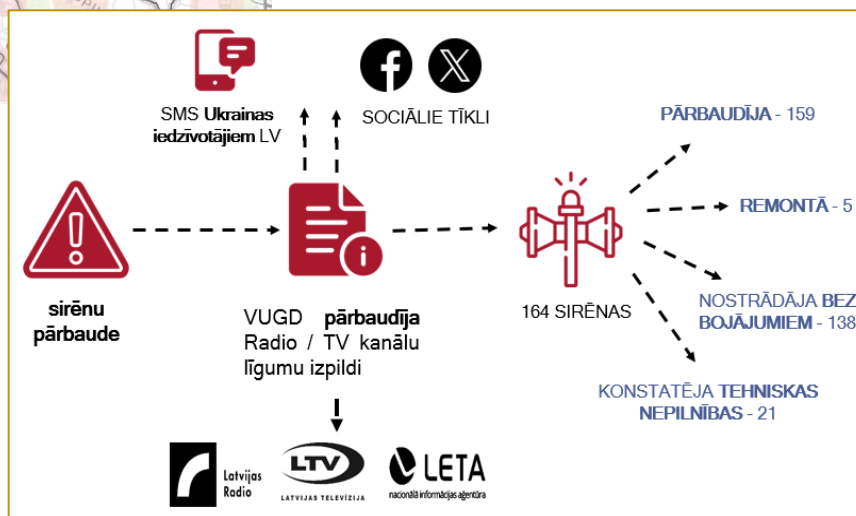 SMS Ukrainas
iedzīvotājiem LV
SOCIĀLIE TĪKLI
sirēnu
pārbaude
VUGD pārbaudīja
Radio / TV kanālu
līgumu izpildi
164 SIRĒNAS
PĀRBAUDĪJA - 159
REMONTĀ - 5
NOSTRĀDĀJA BEZ
BOJĀJUMIEM - 138
KONSTATĒJA TEHNISKAS
NEPILNĪBAS - 21
Latvijas
Radio
LTV
LATVIJAS TELEVĪZIJA
LETA
nacionālā informācijas aģentūra